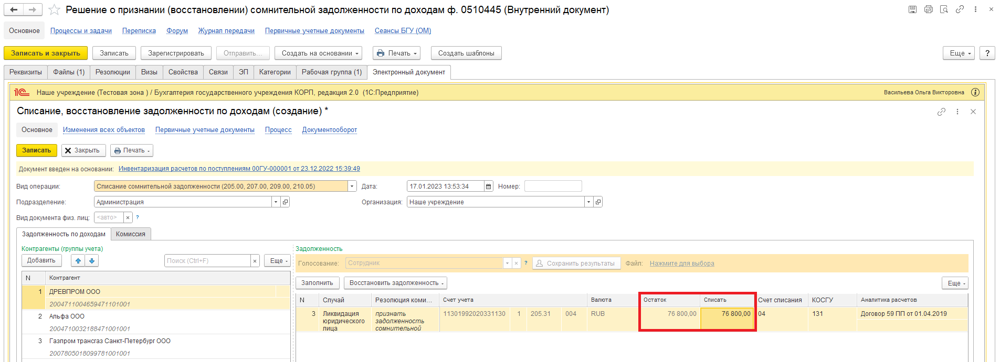 Решение о признании (восстановлении) сомнительной задолженности по доходам ф. 0510445 (Внутренний документ)
Основное Процессы и задачи Переписка Форум Журнал передачи Первичные учетные документы Сеансы БГУ (ОМ)
Записать и закрыть Записать Зарегистрировать Отправить... Создать на основании Печать Создать шаблоны Еще ?
Реквизиты Файлы (1) Резолюции Визы Свойства Связи ЭП Категории Рабочая группа (1) Электронный документ
1С Наше учреждение (Тестовая зона ) / Бухгалтерия государственного учреждения КОРП, редакция 2.0 (1С:Предприятие) Васильева Ольга Викторовна
Списание, восстановление задолженности по доходам (создание) *
Основное Изменения всех объектов Первичные учетные документы Процесс Документооборот
Записать Закрыть Печать
Документ введен на основании: Инвентаризация расчетов по поступлениям 00ГУ-000001 от 23.12.2022 15:39:49
Вид операции: Списание сомнительной задолженности (205.00, 207.00, 209.00, 210.05) Дата: 17.01.2023 13:53:34 Номер:
Подразделение: Администрация Организация: Наше учреждение
Вид документа физ. лиц: <авто> × ?
Задолженность по доходам Комиссия
Контрагенты (группы учета) Задолженность
Добавить Поиск (Ctrl+F) × Еще
Голосование: Сотрудник × ? Сохранить результаты Файл: Нажмите для выбора
Заполнить Восстановить задолженность Еще
N Контрагент
1 ДРЕВПРОМ ООО
2004711004659471101001
2 Альфа ООО
2004710032188471001001
3 Газпром трансгаз Санкт-Петербург ООО
2007805018099781001001
N Случай Резолюция коми... Счет учета Валюта Остаток Списать Счет списания КОСГУ Аналитика расчетов
3 Ликвидация признать 11301992020331130 1 205.31 004 RUB 76 800,00 76 800,00 04 131 Договор 59 ПП от 01.04.2019
юридического задолженность
лица сомнительной